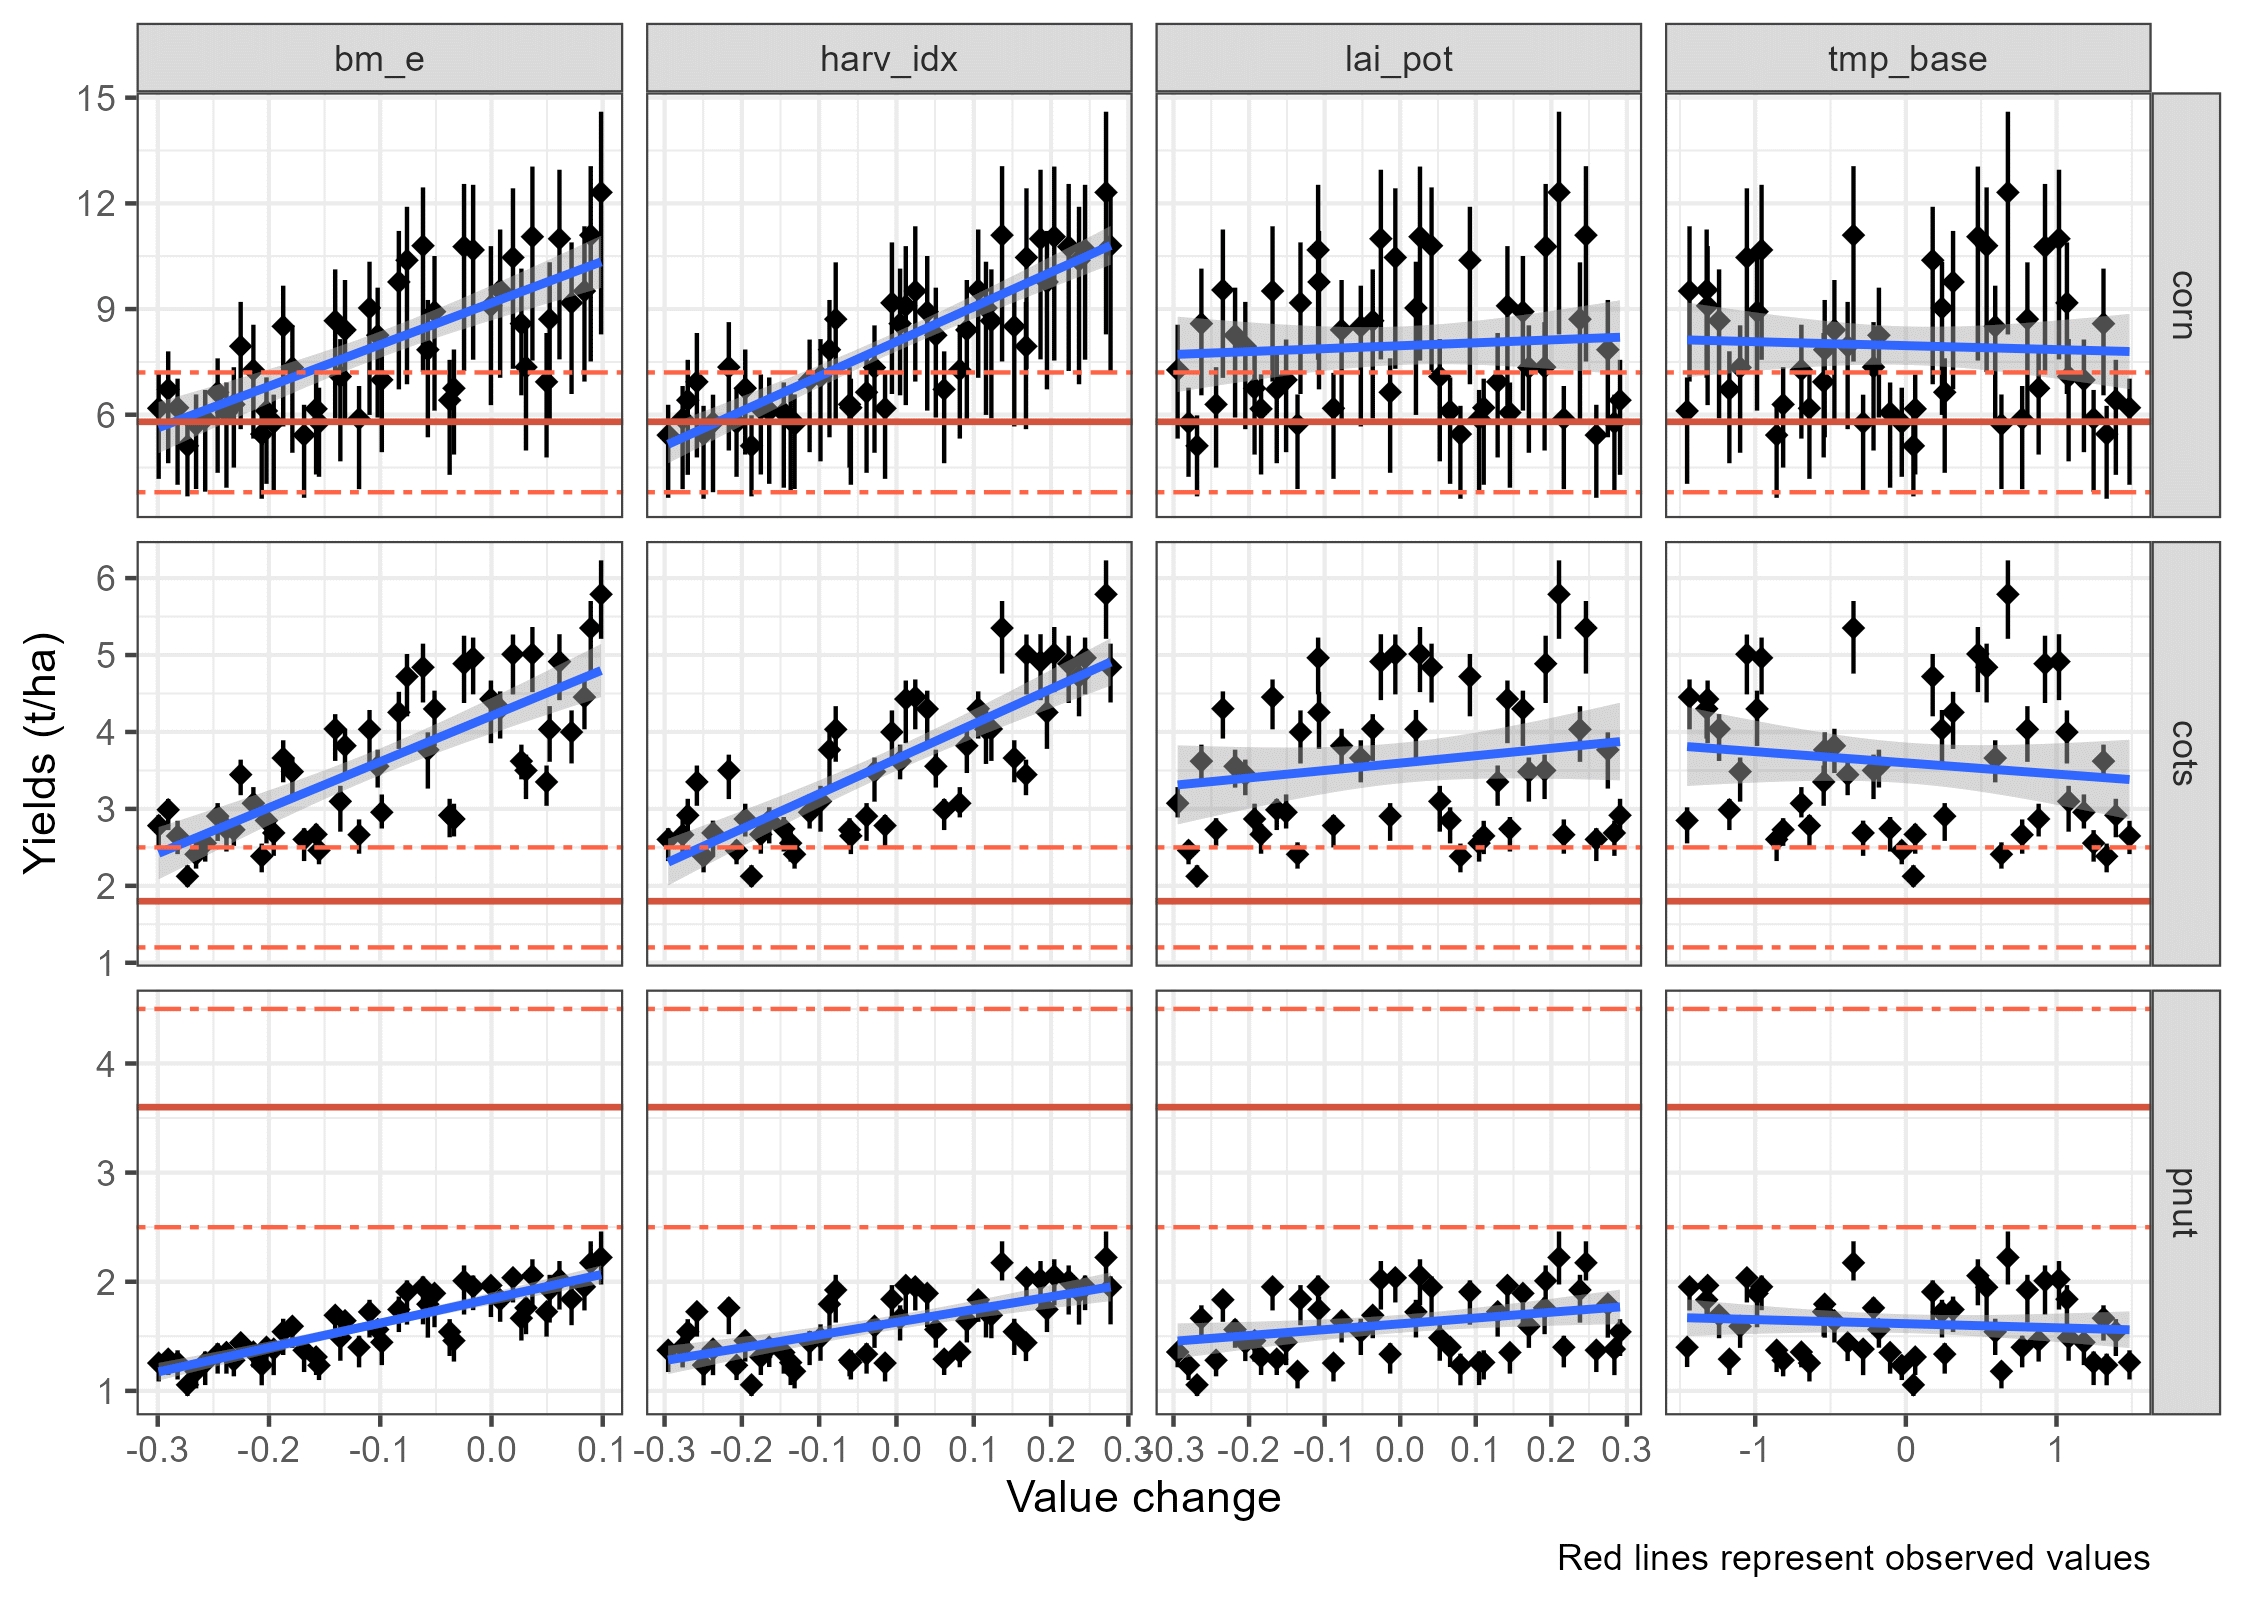 bm_e harv_idx lai_pot tmp_base
15
12
9
6
corn
6
5
4
3
2
1
cots
4
3
2
1
pnut
Yields (t/ha)
-0.3 -0.2 -0.1 0.0 0.1 -0.3 -0.2 -0.1 0.0 0.1 0.2 0.3 -0.3 -0.2 -0.1 0.0 0.1 0.2 0.3 -1 0 1
Value change
Red lines represent observed values